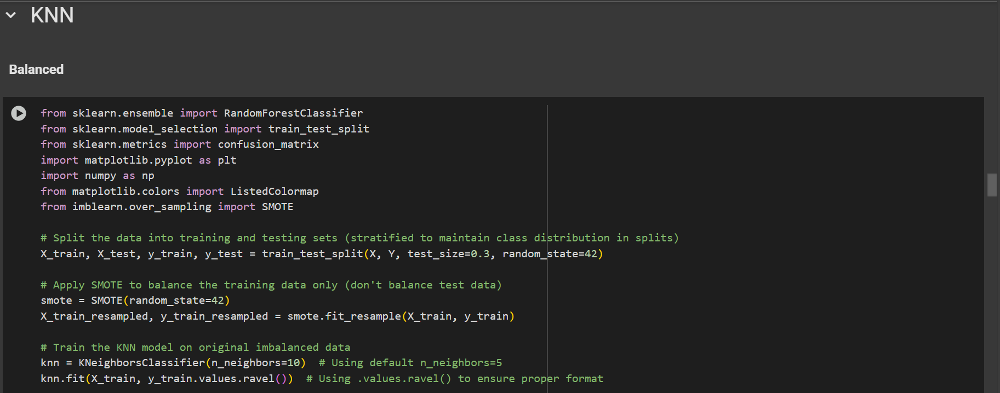 KNN
Balanced
from sklearn.ensemble import RandomForestClassifier
from sklearn.model_selection import train_test_split
from sklearn.metrics import confusion_matrix
import matplotlib.pyplot as plt
import numpy as np
from matplotlib.colors import ListedColormap
from imblearn.over_sampling import SMOTE
# Split the data into training and testing sets (stratified to maintain class distribution in splits)
X_train, X_test, y_train, y_test = train_test_split(X, Y, test_size=0.3, random_state=42)
# Apply SMOTE to balance the training data only (don't balance test data)
smote = SMOTE(random_state=42)
X_train_resampled, y_train_resampled = smote.fit_resample(X_train, y_train)
# Train the KNN model on original imbalanced data
knn = KNeighborsClassifier(n_neighbors=10)  # Using default n_neighbors=5
knn.fit(X_train, y_train.values.ravel())  # Using .values.ravel() to ensure proper format